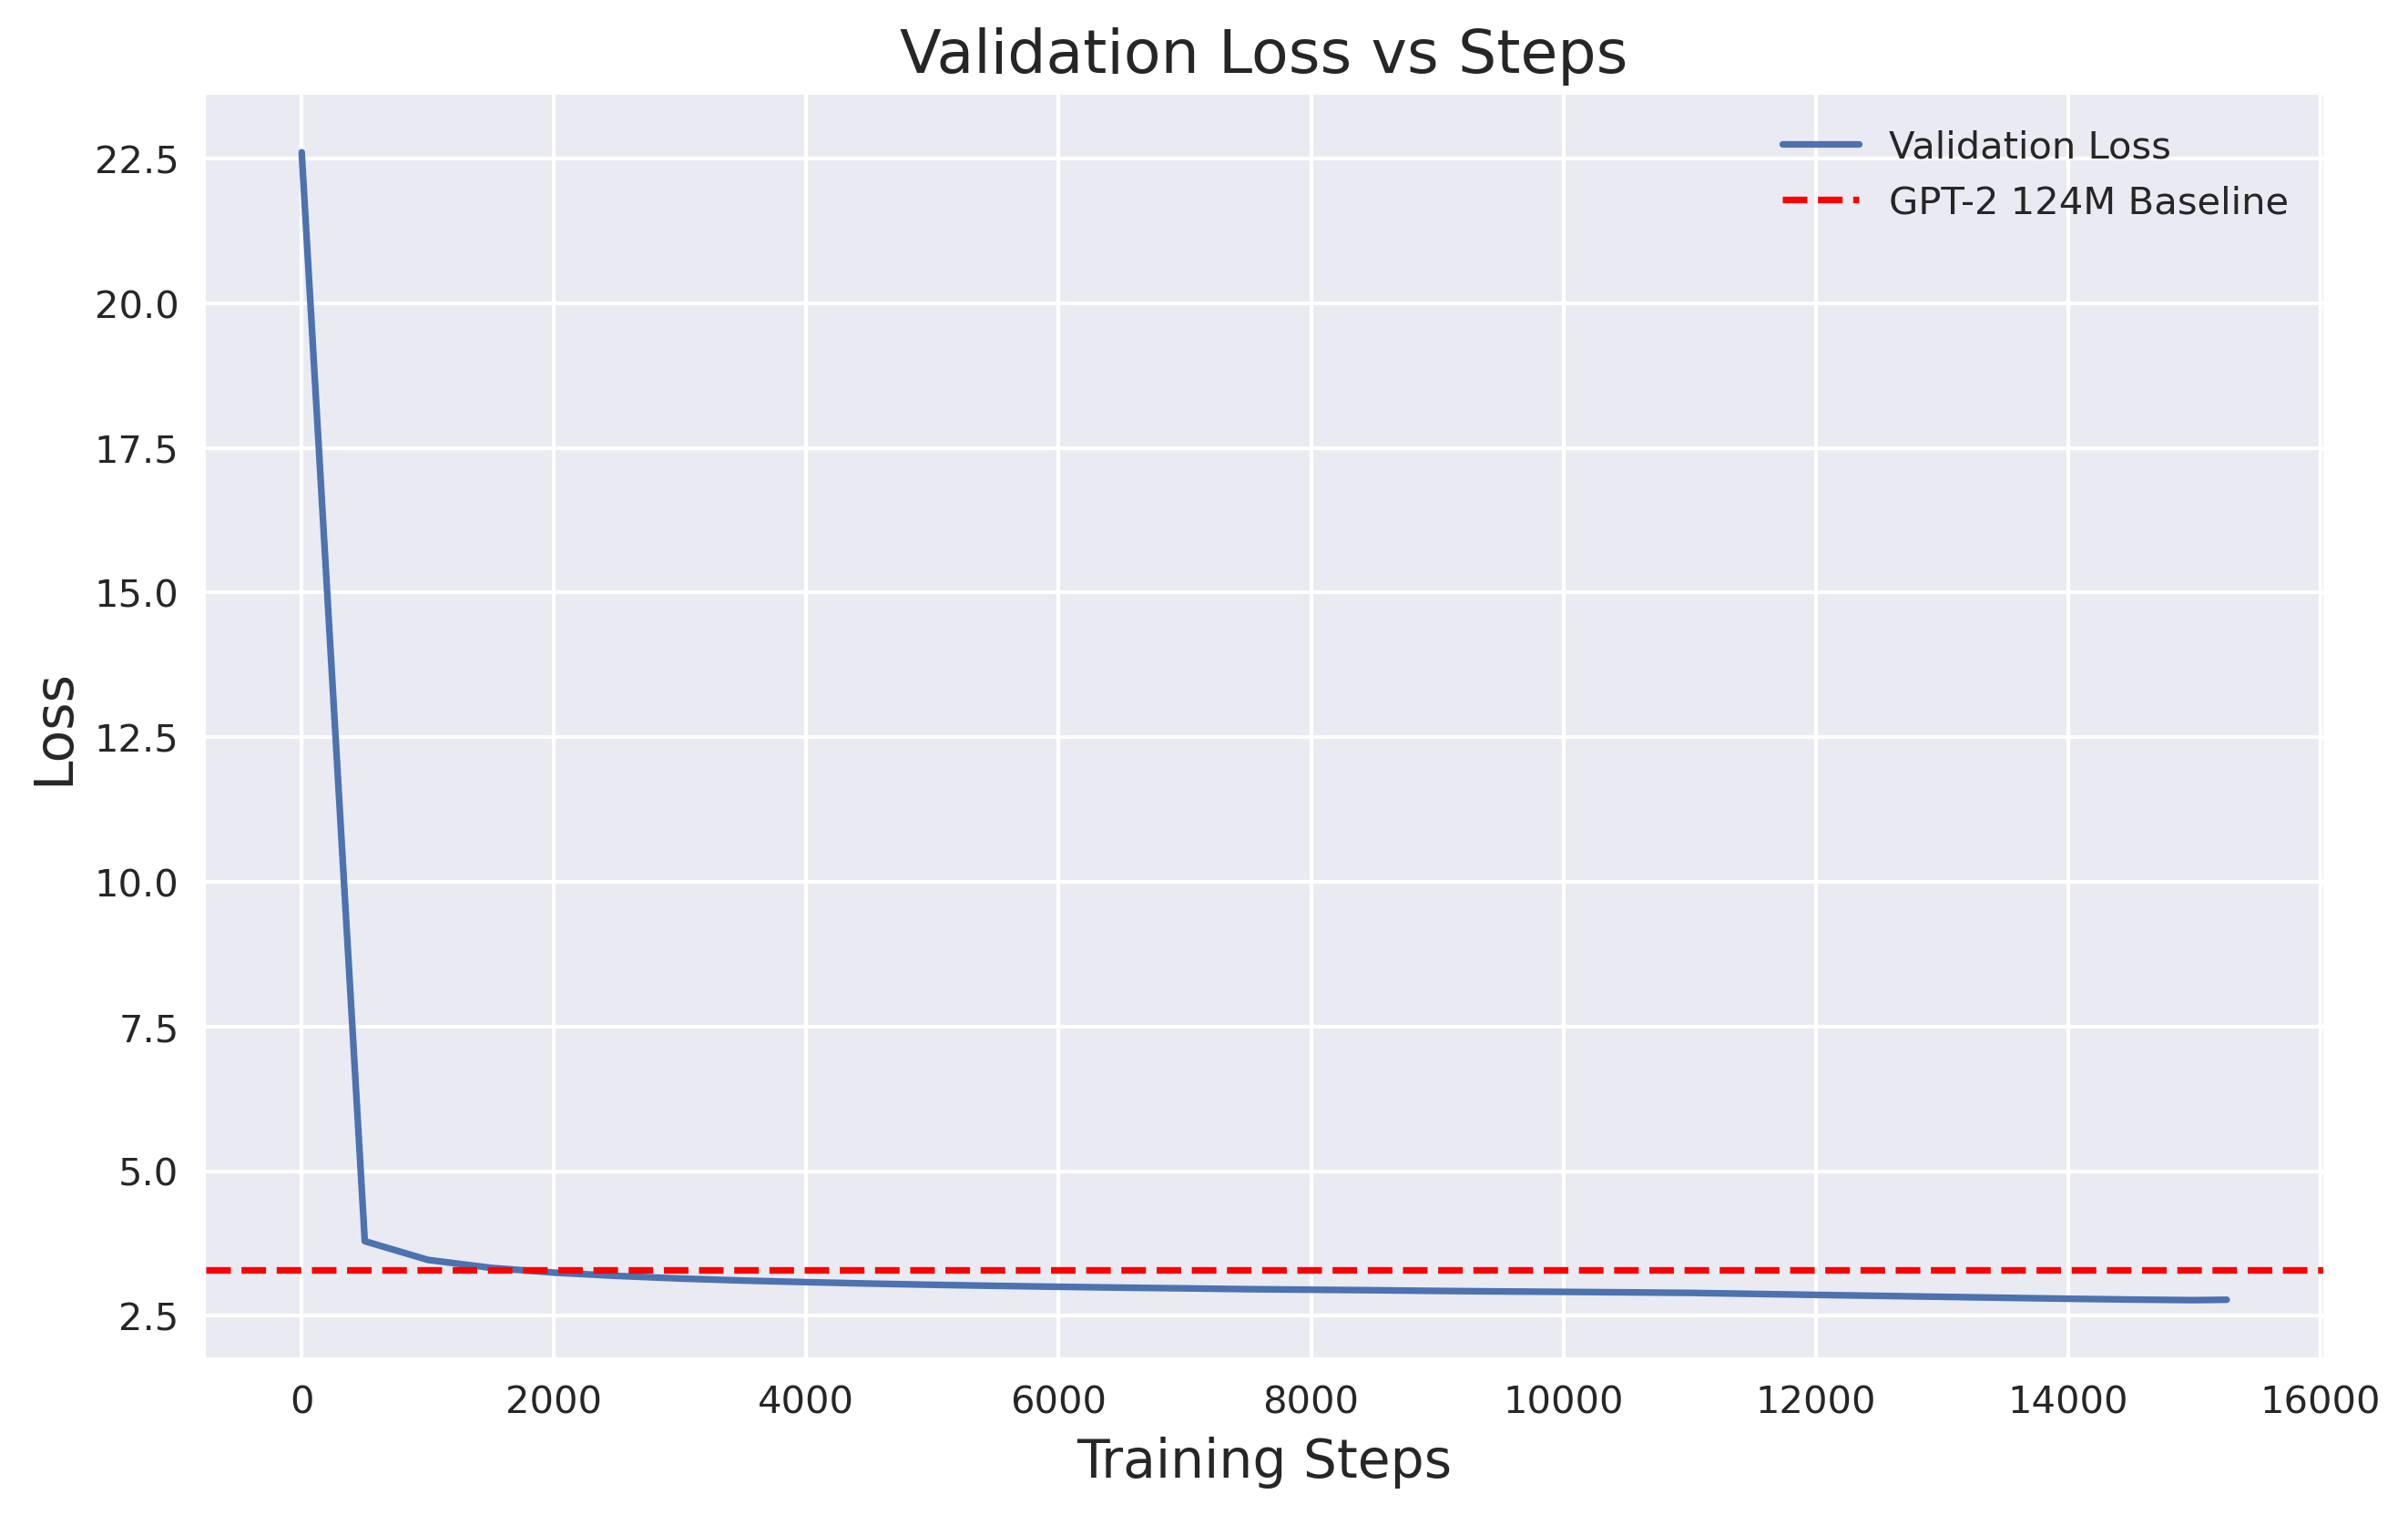 Validation Loss vs Steps
Validation Loss
GPT-2 124M Baseline
22.5
20.0
17.5
15.0
12.5
10.0
7.5
5.0
2.5
Loss
0 2000 4000 6000 8000 10000 12000 14000 16000
Training Steps